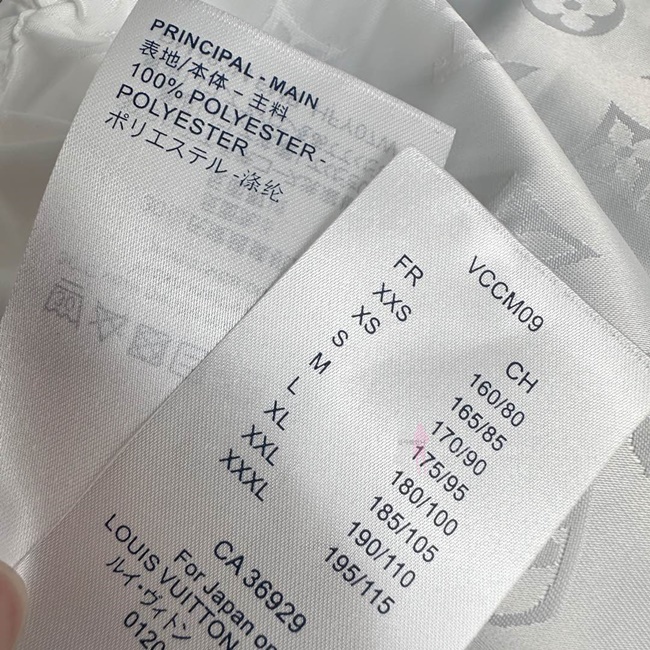 PRINCIPAL - MAIN
表地/本体 - 主料
100% POLYESTER -
POLYESTER
ポリエステル -涤纶
VCCM09
FR CH
XXS 160/80
XS 165/85
S 170/90
M 175/95
L 180/100
XL 185/105
XXL 190/110
XXXL 195/115
CA 36929
For Japan on
LOUIS VUITTON
ルイ・ヴィトン
0120